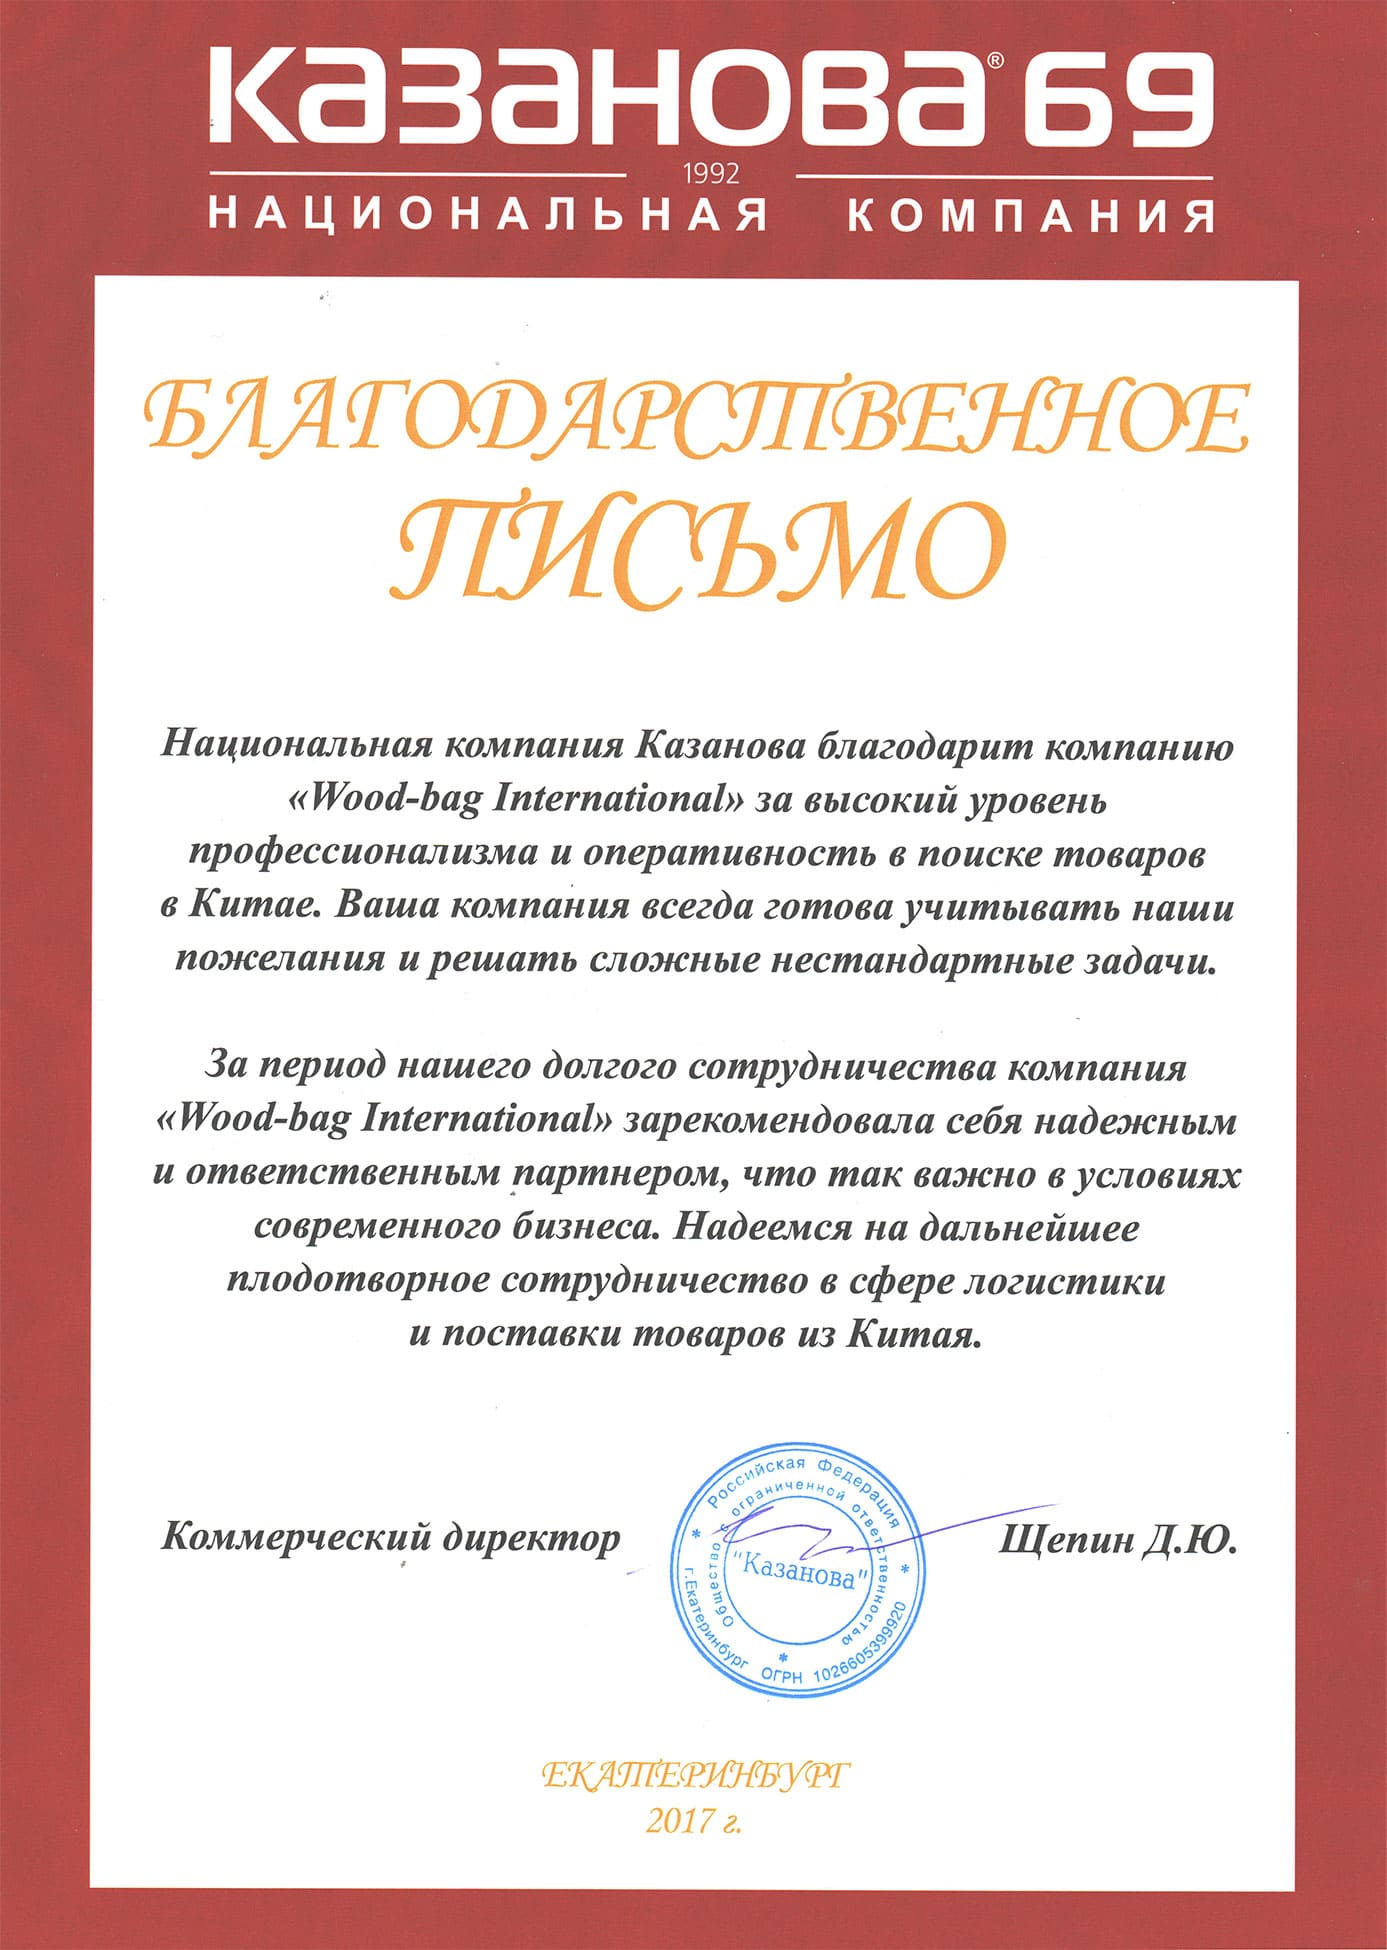 Казанова® 69
1992
НАЦИОНАЛЬНАЯ КОМПАНИЯ
БЛАГОДАРСТВЕННОЕ
ПИСЬМО
Национальная компания Казанова благодарит компанию
«Wood-bag International» за высокий уровень
профессионализма и оперативность в поиске товаров
в Китае. Ваша компания всегда готова учитывать наши
пожелания и решать сложные нестандартные задачи.
За период нашего долгого сотрудничества компания
«Wood-bag International» зарекомендовала себя надежным
и ответственным партнером, что так важно в условиях
современного бизнеса. Надеемся на дальнейшее
плодотворное сотрудничество в сфере логистики
и поставки товаров из Китая.
Коммерческий директор
Щепин Д.Ю.
* Российская Федерация *
г.Екатеринбург ОГРН 1026605399920
Общество с ограниченной ответственностью *
"Казанова"
ЕКАТЕРИНБУРГ
2017 г.